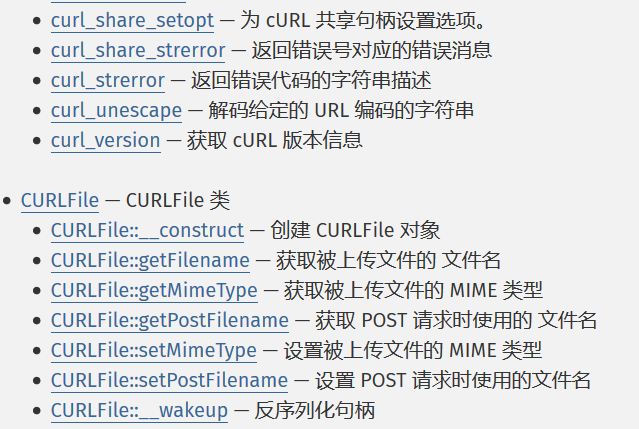 curl_share_setopt — 为 cURL 共享句柄设置选项。
curl_share_strerror — 返回错误号对应的错误消息
curl_strerror — 返回错误代码的字符串描述
curl_unescape — 解码给定的 URL 编码的字符串
curl_version — 获取 cURL 版本信息
CURLFile — CURLFile 类
CURLFile::__construct — 创建 CURLFile 对象
CURLFile::getFilename — 获取被上传文件的 文件名
CURLFile::getMimeType — 获取被上传文件的 MIME 类型
CURLFile::getPostFilename — 获取 POST 请求时使用的 文件名
CURLFile::setMimeType — 设置被上传文件的 MIME 类型
CURLFile::setPostFilename — 设置 POST 请求时使用的文件名
CURLFile::__wakeup — 反序列化句柄